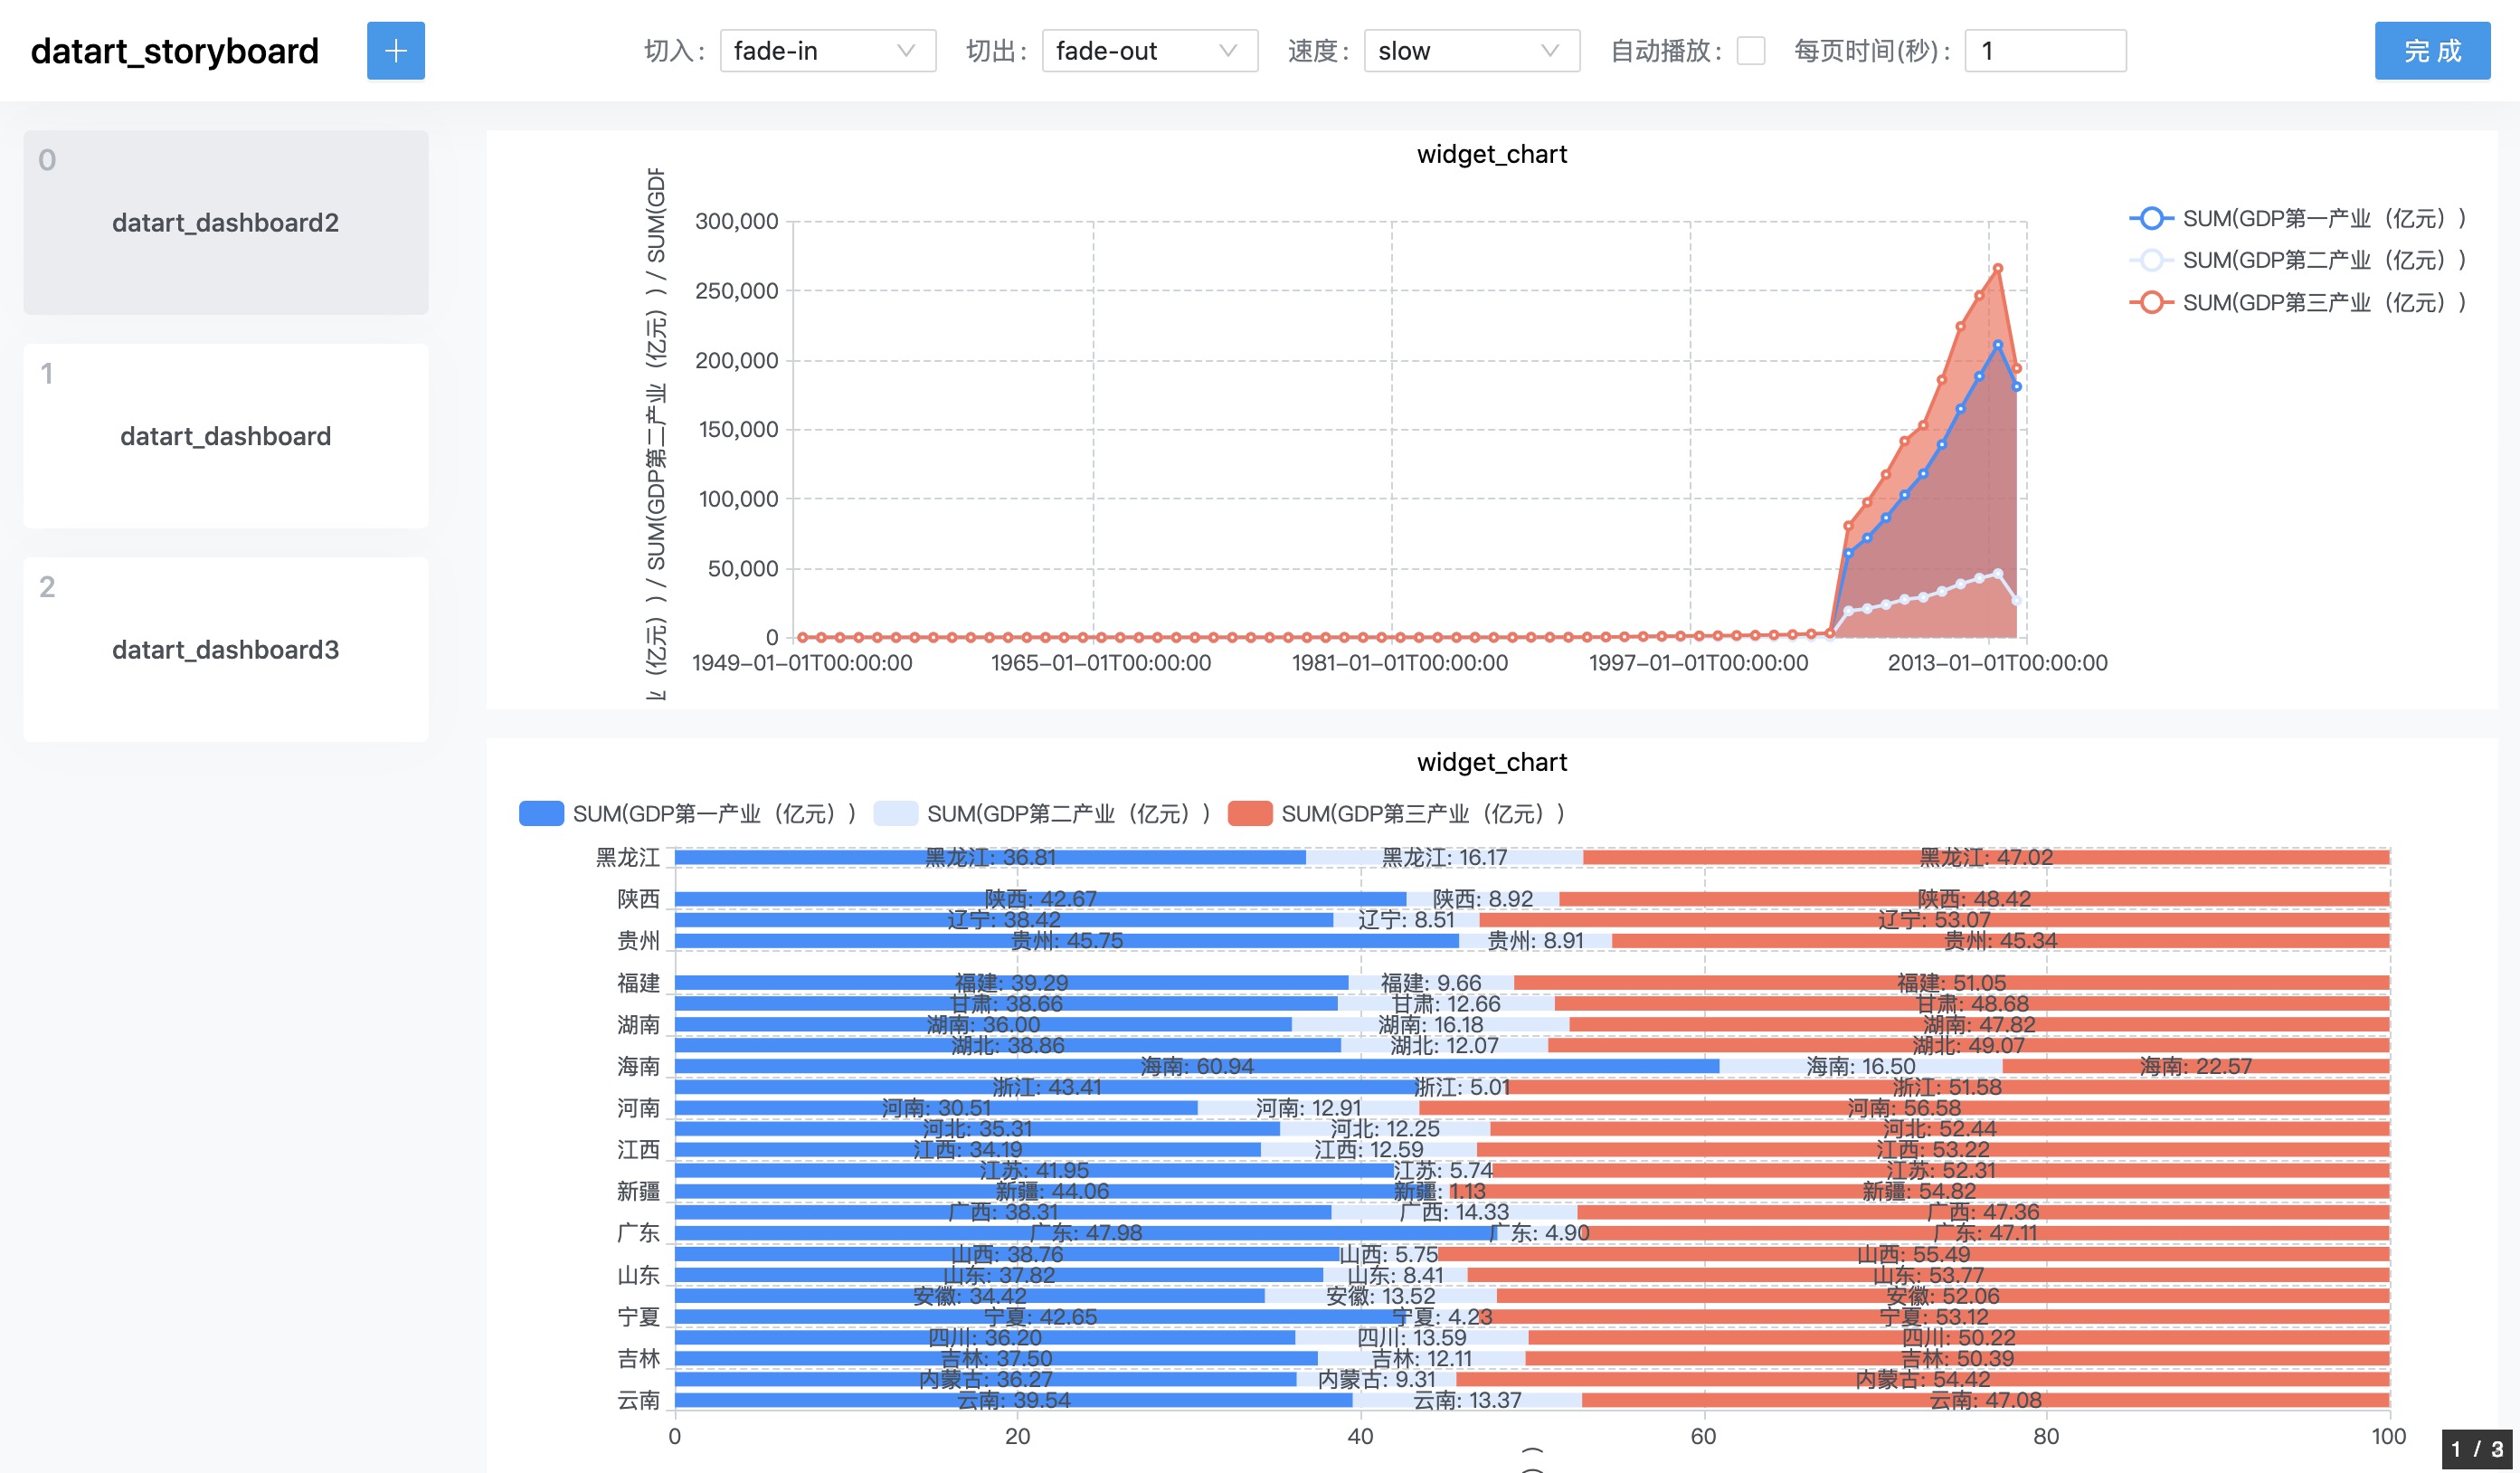 datart_storyboard
切入: fade-in 切出: fade-out 速度: slow 自动播放: 每页时间(秒): 1 完成
0
datart_dashboard2
1
datart_dashboard
2
datart_dashboard3
widget_chart
(亿元)) / SUM(GDP第二产业 (亿元)) / SUM(GDP
300,000
250,000
200,000
150,000
100,000
50,000
0
1949-01-01T00:00:00 1965-01-01T00:00:00 1981-01-01T00:00:00 1997-01-01T00:00:00 2013-01-01T00:00:00
SUM(GDP第一产业 (亿元))
SUM(GDP第二产业 (亿元))
SUM(GDP第三产业 (亿元))
widget_chart
SUM(GDP第一产业 (亿元)) SUM(GDP第二产业 (亿元)) SUM(GDP第三产业 (亿元))
黑龙江 黑龙江: 36.81 黑龙江: 16.17 黑龙江: 47.02
陕西 陕西: 42.67 陕西: 8.92 陕西: 48.42
辽宁: 38.42 辽宁: 8.51 辽宁: 53.07
贵州 贵州: 45.75 贵州: 8.91 贵州: 45.34
福建 福建: 39.29 福建: 9.66 福建: 51.05
甘肃: 38.66 甘肃: 12.66 甘肃: 48.68
湖南 湖南: 36.00 湖南: 16.18 湖南: 47.82
湖北: 38.86 湖北: 12.07 湖北: 49.07
海南 海南: 60.94 海南: 16.50 海南: 22.57
浙江: 43.41 浙江: 5.01 浙江: 51.58
河南 河南: 30.51 河南: 12.91 河南: 56.58
河北: 35.31 河北: 12.25 河北: 52.44
江西 江西: 34.19 江西: 12.59 江西: 53.22
江苏: 41.95 江苏: 5.74 江苏: 52.31
新疆 新疆: 44.06 新疆: 1.13 新疆: 54.82
广西: 38.31 广西: 14.33 广西: 47.36
广东 广东: 47.98 广东: 4.90 广东: 47.11
山西: 38.76 山西: 5.75 山西: 55.49
山东 山东: 37.82 山东: 8.41 山东: 53.77
安徽: 34.42 安徽: 13.52 安徽: 52.06
宁夏 宁夏: 42.65 宁夏: 4.23 宁夏: 53.12
四川: 36.20 四川: 13.59 四川: 50.22
吉林 吉林: 37.50 吉林: 12.11 吉林: 50.39
内蒙古: 36.27 内蒙古: 9.31 内蒙古: 54.42
云南 云南: 39.54 云南: 13.37 云南: 47.08
0 20 40 60 80 100
1 / 3